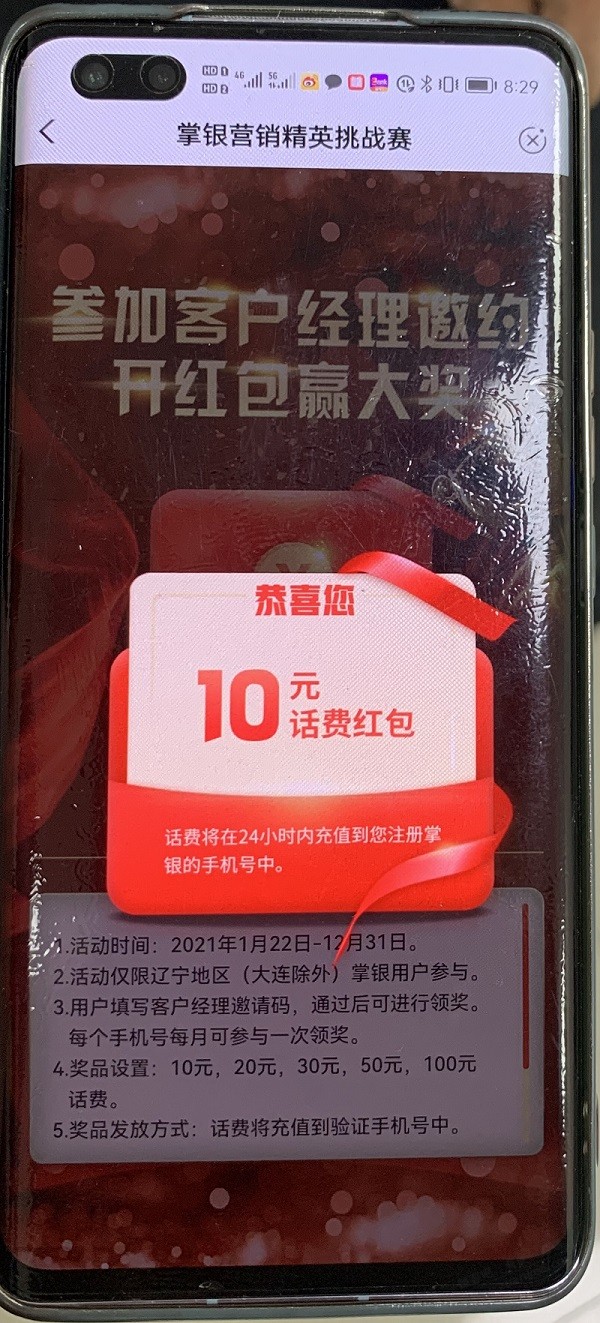 HD 1 4G 5G 8:29
HD 2
掌银营销精英挑战赛
参加客户经理邀约
开红包赢大奖
恭喜您
10元
话费红包
话费将在24小时内充值到您注册掌
银的手机号中。
1.活动时间：2021年1月22日-12月31日。
2.活动仅限辽宁地区（大连除外）掌银用户参与。
3.用户填写客户经理邀请码，通过后可进行领奖。
每个手机号每月可参与一次领奖。
4.奖品设置：10元，20元，30元，50元，100元
话费。
5.奖品发放方式：话费将充值到验证手机号中。